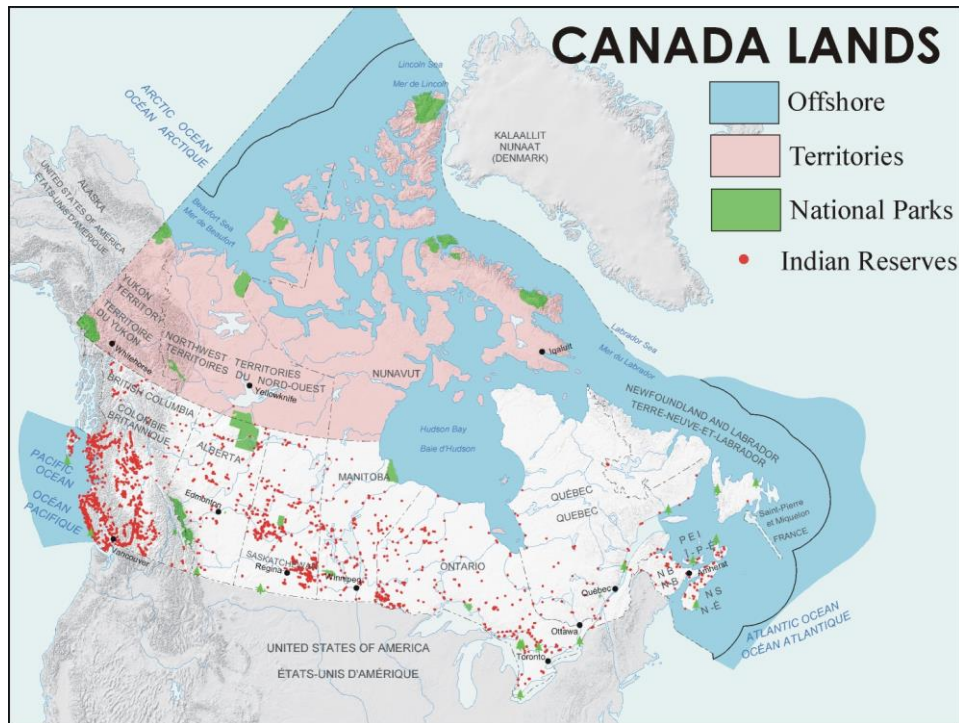 CANADA LANDS
Offshore
Territories
National Parks
Indian Reserves
Lincoln Sea
Mer de Lincoln
ARCTIC OCEAN
OCÉAN ARCTIQUE
KALAALLIT
NUNAAT
(DENMARK)
ALASKA
UNITED STATES OF AMERICA
ÉTATS-UNIS D'AMÉRIQUE
Beaufort Sea
Mer de Beaufort
YUKON
TERRITORY
TERRITOIRE
DU YUKON
Whitehorse
NORTHWEST TERRITORIES
TERRITOIRES DU NORD-OUEST
Yellowknife
NUNAVUT
Iqaluit
Labrador Sea
Mer du Labrador
BRITISH COLUMBIA
COLOMBIE-
BRITANNIQUE
ALBERTA
Edmonton
Hudson Bay
Baie d'Hudson
MANITOBA
NEWFOUNDLAND AND LABRADOR
TERRE-NEUVE-ET-LABRADOR
PACIFIC
OCEAN
OCÉAN
PACIFIQUE
Vancouver
SASKATCHEWAN
Regina
Winnipeg
ONTARIO
QUÉBEC
QUEBEC
Saint-Pierre
et Miquelon
FRANCE
P E I
Î-P-É
N B
N-B
Amherst
N S
N-É
Québec
Ottawa
Toronto
ATLANTIC OCEAN
OCÉAN ATLANTIQUE
UNITED STATES OF AMERICA
ÉTATS-UNIS D'AMÉRIQUE